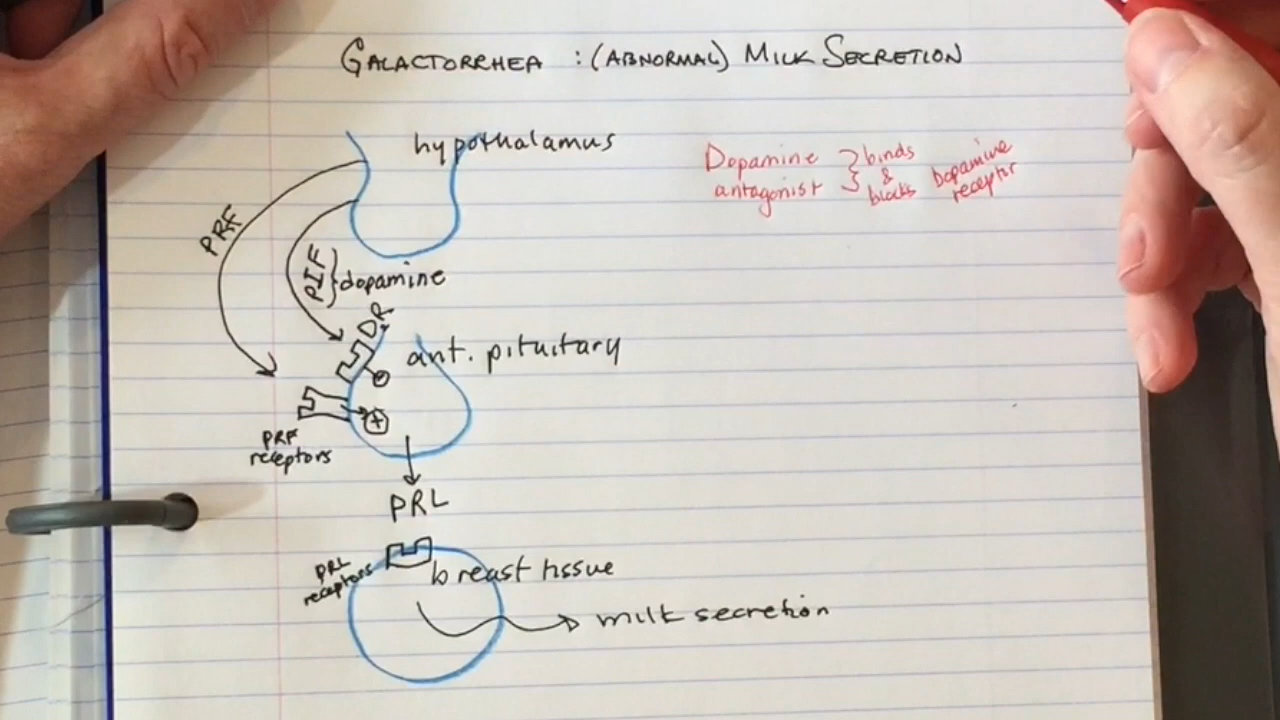 GALACTORRHEA : (ABNORMAL) MILK SECRETION
hypothalamus
Dopamine antagonist } binds & blocks Dopamine receptor
PRF
PIF } dopamine
DR
ant. pituitary
+
PRF
receptors
PRL
PRL
receptors
breast tissue
milk secretion